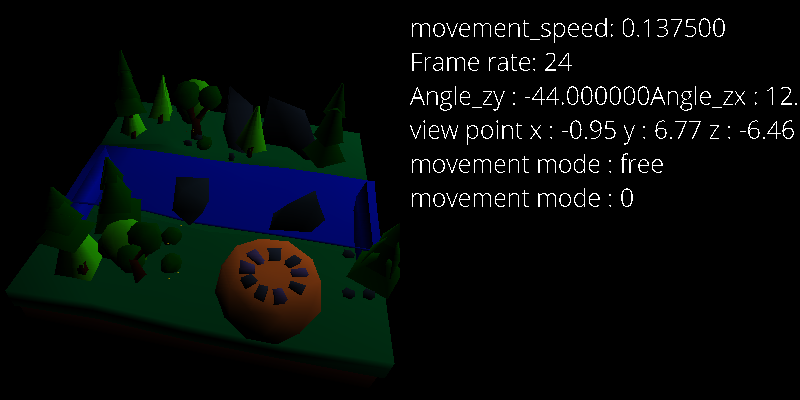 movement_speed: 0.137500
Frame rate: 24
Angle_zy : -44.000000Angle_zx : 12.
view point x : -0.95 y : 6.77 z : -6.46
movement mode : free
movement mode : 0